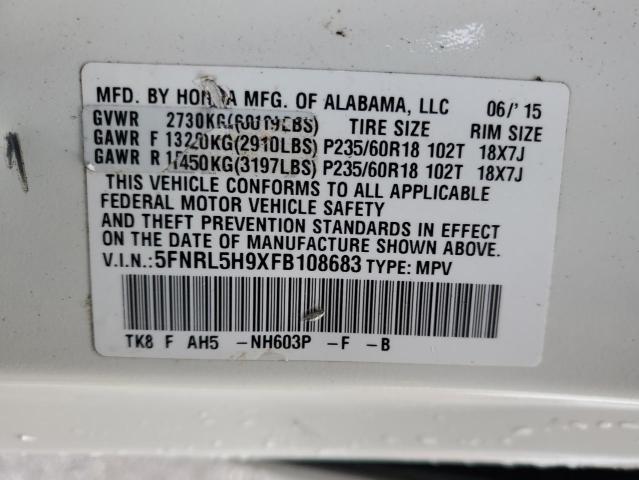 MFD. BY HONDA MFG. OF ALABAMA, LLC 06/'15
GVWR 2730KG(6019LBS) TIRE SIZE RIM SIZE
GAWR F 1320KG(2910LBS) P235/60R18 102T 18X7J
GAWR R 1450KG(3197LBS) P235/60R18 102T 18X7J
THIS VEHICLE CONFORMS TO ALL APPLICABLE
FEDERAL MOTOR VEHICLE SAFETY
AND THEFT PREVENTION STANDARDS IN EFFECT
ON THE DATE OF MANUFACTURE SHOWN ABOVE.
V.I.N.:5FNRL5H9XFB108683 TYPE: MPV
TK8 F AH5 -NH603P -F -B